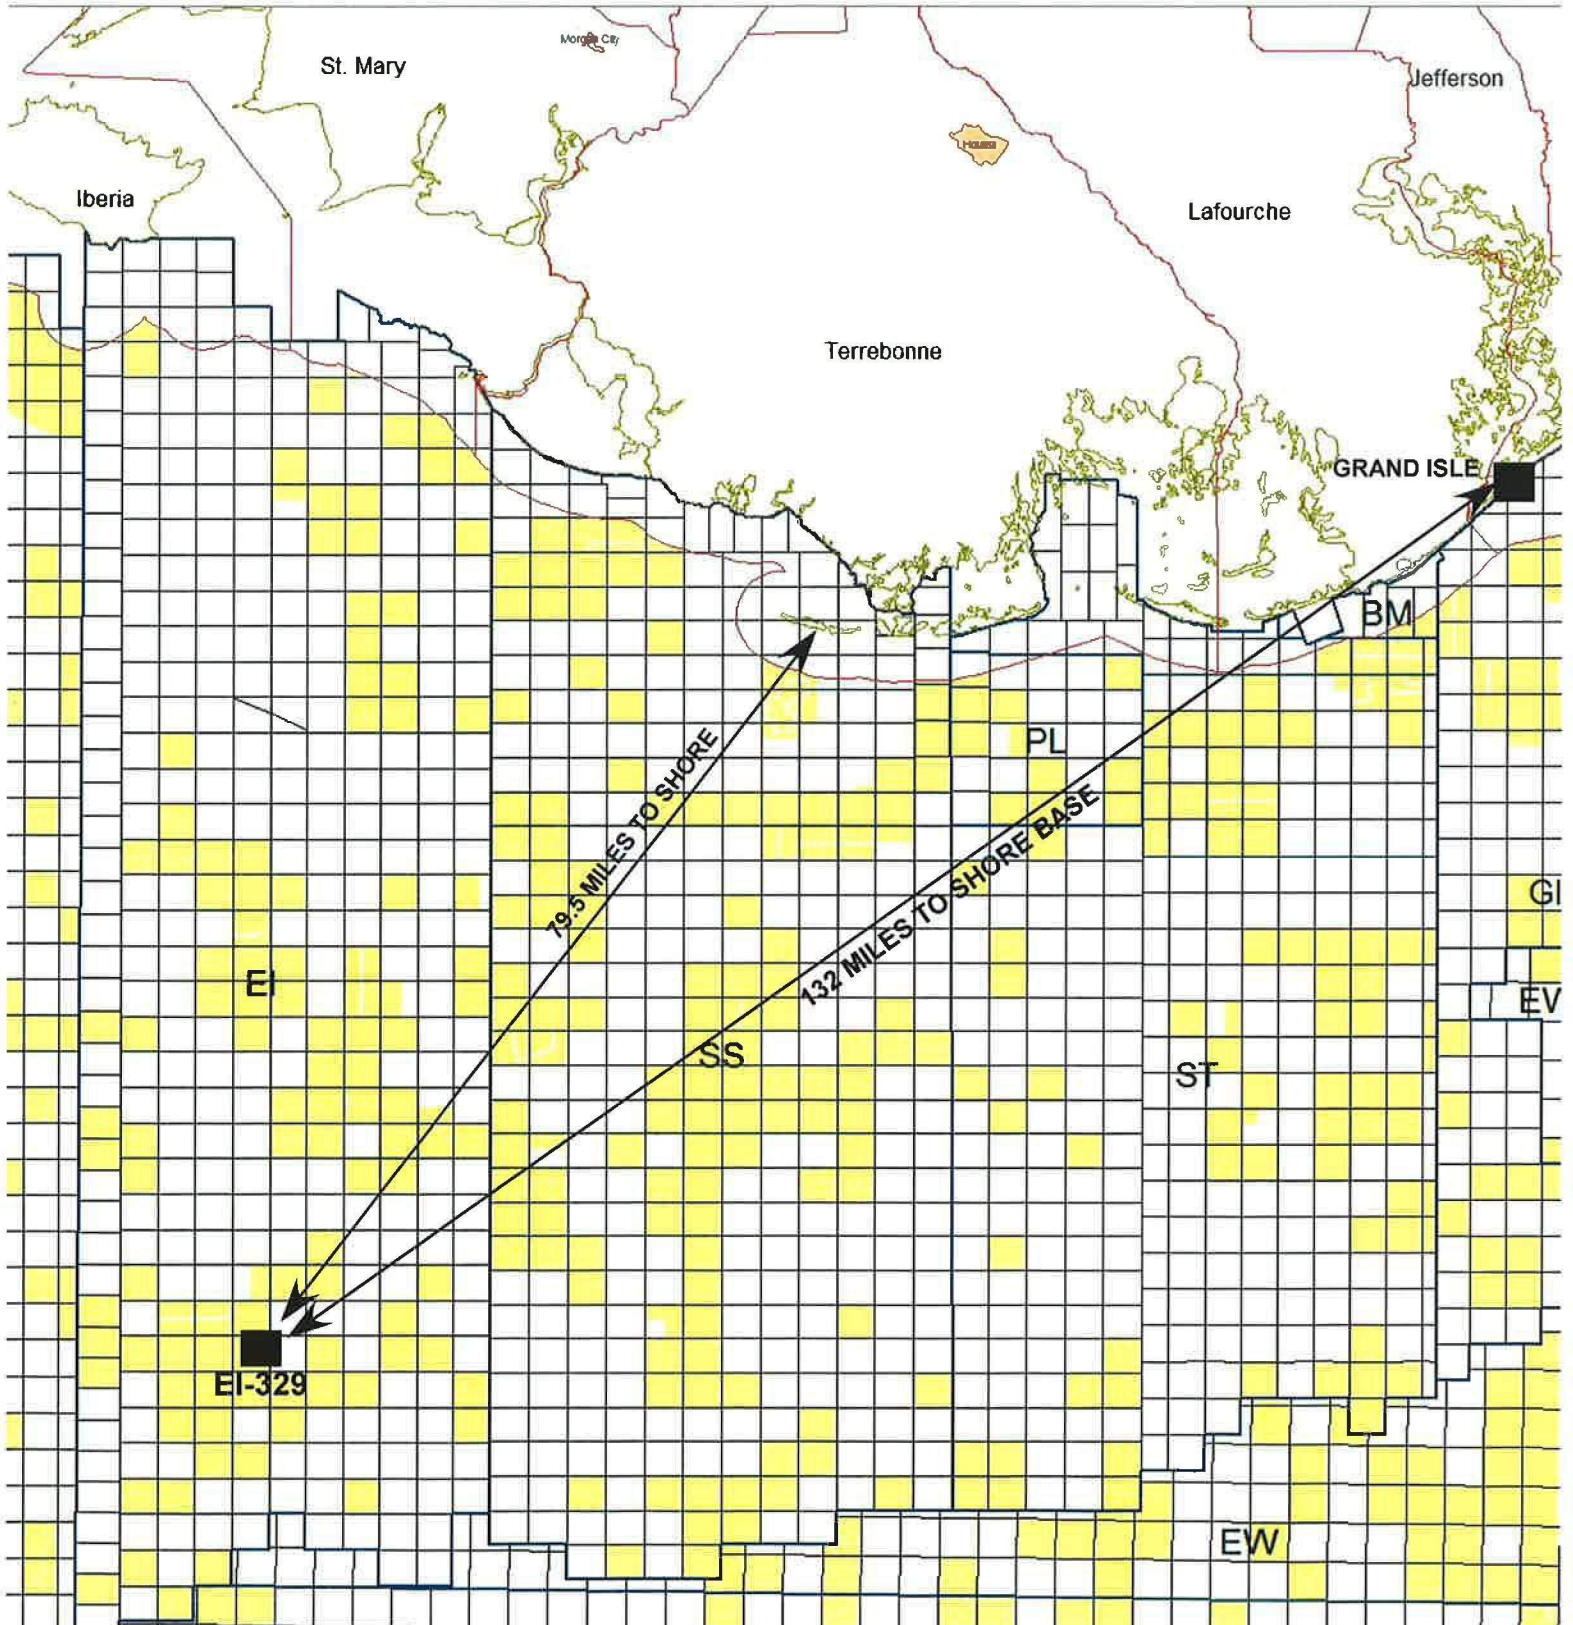 Morgan City
St. Mary
Jefferson
Houma
Iberia
Lafourche
Terrebonne
GRAND ISLE
BM
PL
79.5 MILES TO SHORE
132 MILES TO SHORE BASE
GI
EI
EW
SS
ST
EI-329
EW